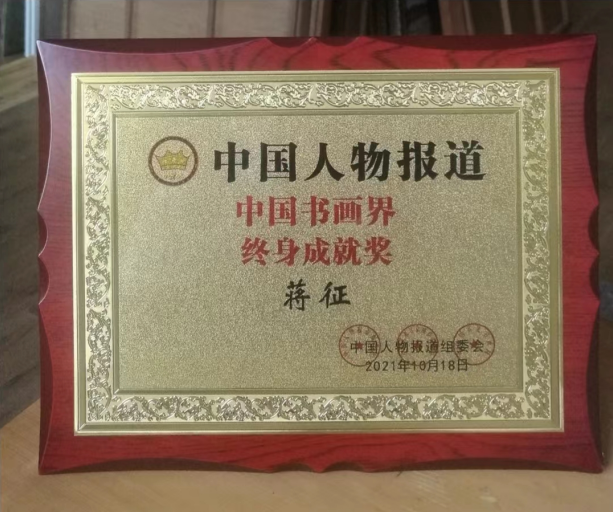 中国人物报道
中国书画界
终身成就奖
蒋征
中国人物报道组委会
2021年10月18日